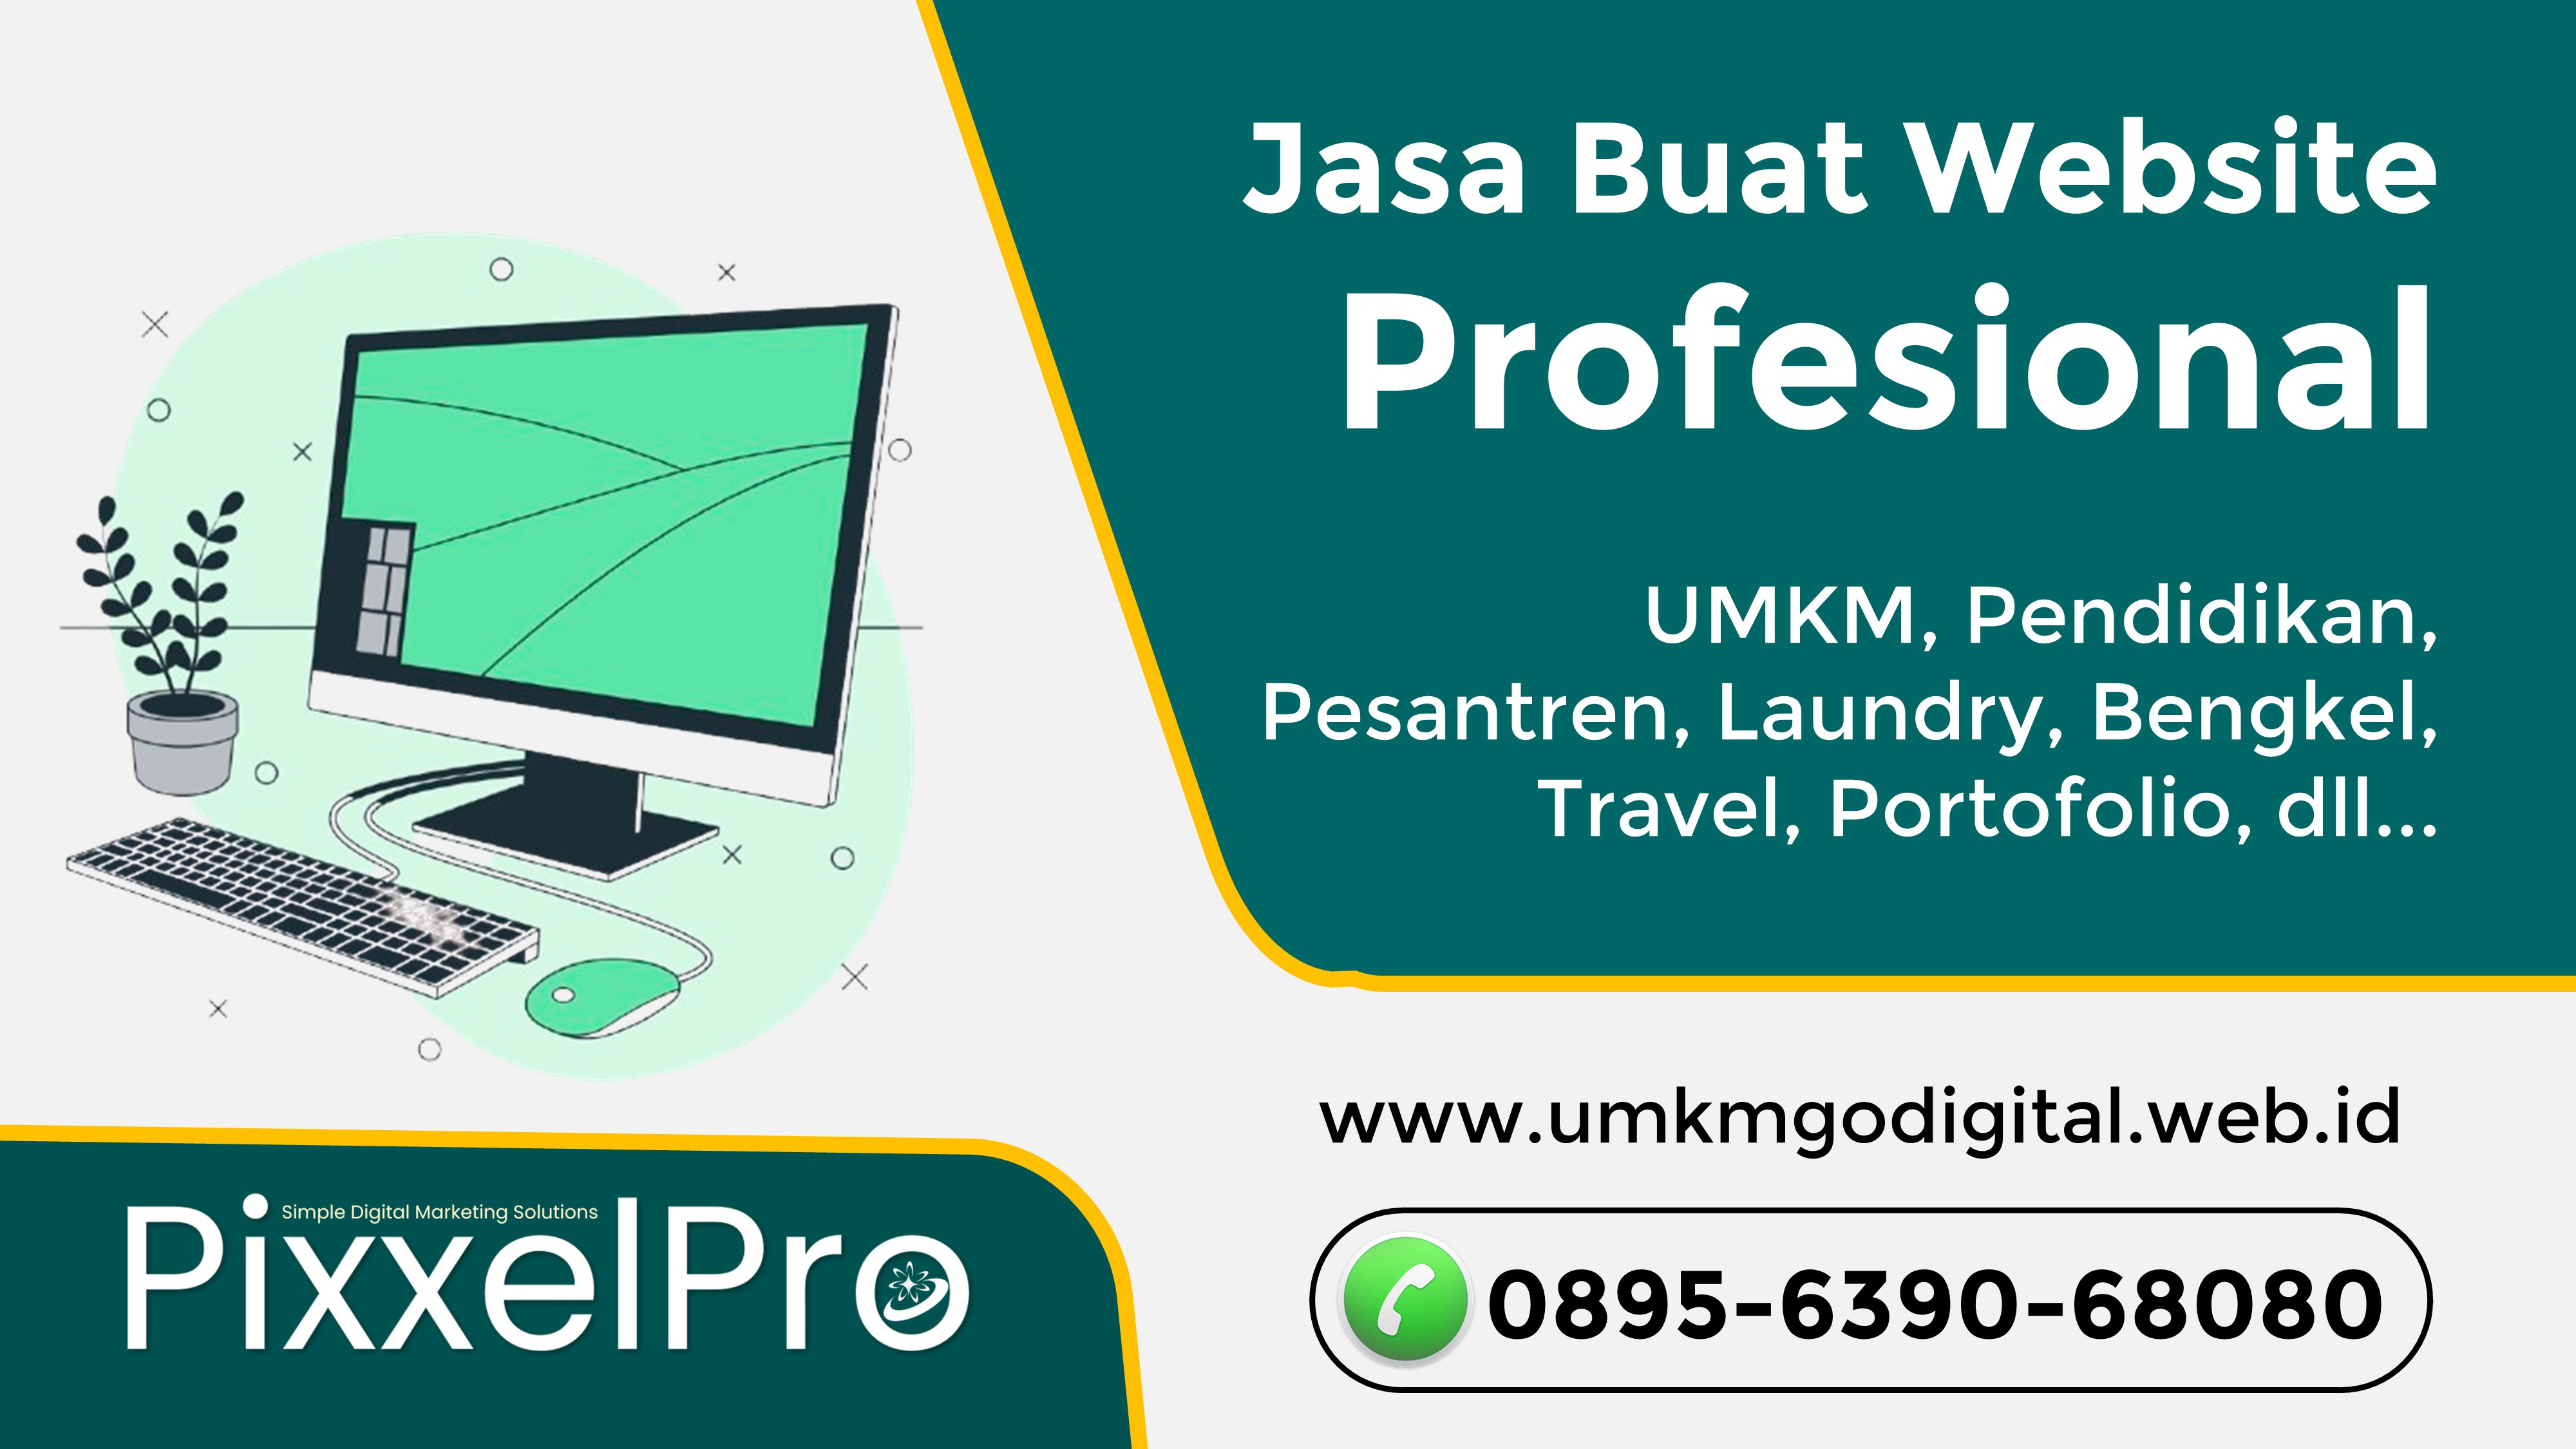 Jasa Buat Website
Profesional
UMKM, Pendidikan,
Pesantren, Laundry, Bengkel,
Travel, Portofolio, dll...
www.umkmgodigital.web.id
0895-6390-68080
Simple Digital Marketing Solutions
PixxelPro